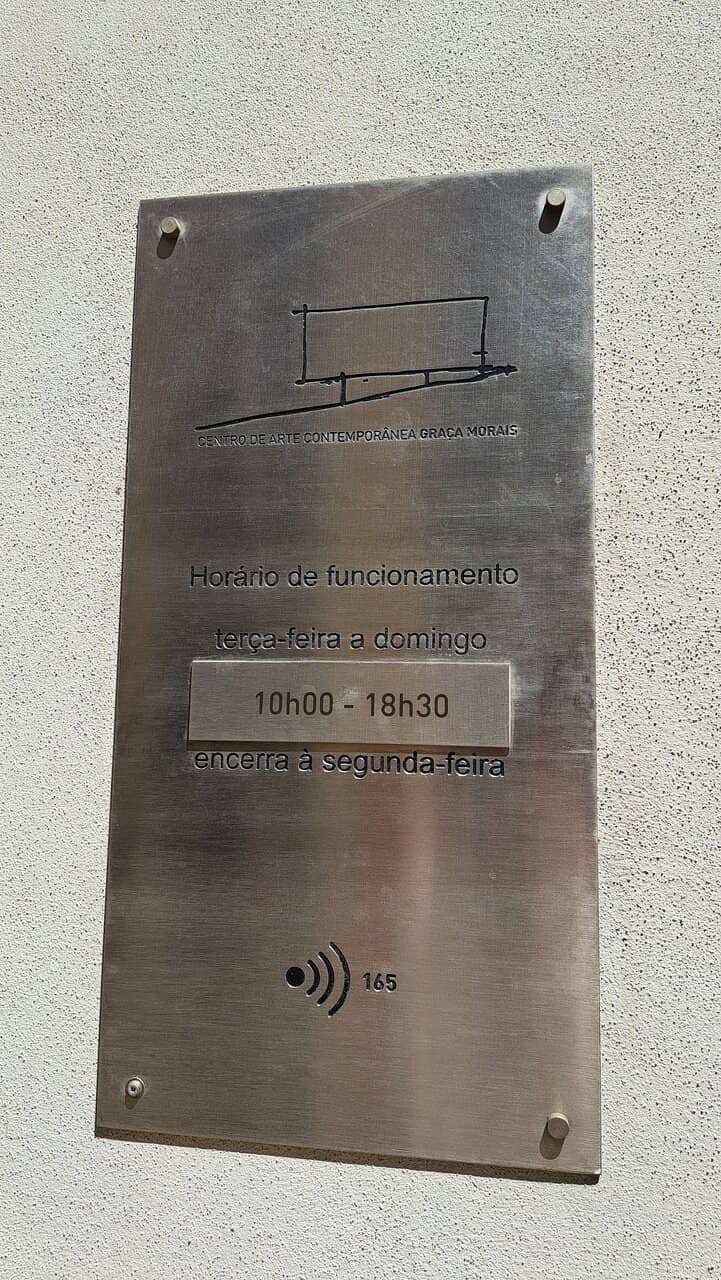 CENTRO DE ARTE CONTEMPORÂNEA GRAÇA MORAIS
Horário de funcionamento
terça-feira a domingo
10h00 - 18h30
encerra à segunda-feira
165